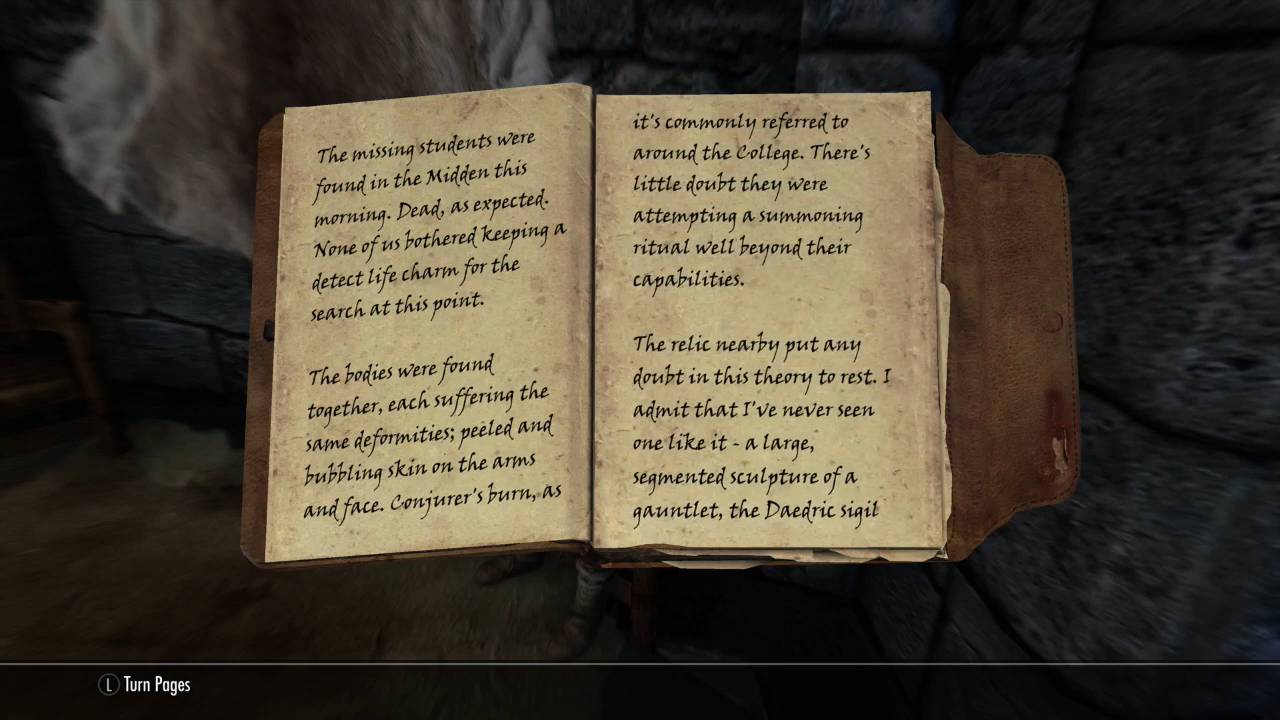 The missing students were
found in the Midden this
morning. Dead, as expected.
None of us bothered keeping a
detect life charm for the
search at this point.
The bodies were found
together, each suffering the
same deformities; peeled and
bubbling skin on the arms
and face. Conjurer's burn, as
it's commonly referred to
around the College. There's
little doubt they were
attempting a summoning
ritual well beyond their
capabilities.
The relic nearby put any
doubt in this theory to rest. I
admit that I've never seen
one like it - a large,
segmented sculpture of a
gauntlet, the Daedric sigil
L Turn Pages